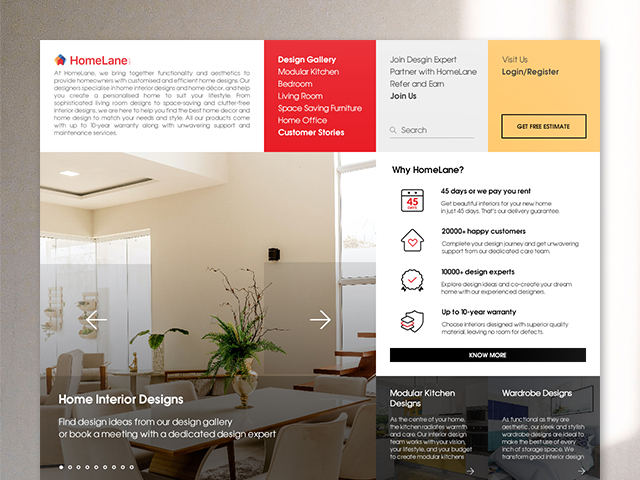 HomeLane
At HomeLane, we bring together functionality and aesthetics to
provide homeowners with customised and efficient home designs. Our
designers specialise in home interior designs and home décor, and help
you create a personalised home to suit your lifestyle. From
sophisticated living room designs to space-saving and clutter-free
interior designs, we are here to help you find the best home decor and
home design to match your needs and style. All our products come
with up to 10-year warranty along with unwavering support and
maintenance services.
Design Gallery
Modular Kitchen
Bedroom
Living Room
Space Saving Furniture
Home Office
Customer Stories
Join Desgin Expert
Partner with HomeLane
Refer and Earn
Join Us
Search
Visit Us
Login/Register
GET FREE ESTIMATE
Why HomeLane?
45
DAYS
45 days or we pay you rent
Get beautiful interiors for your new home
in just 45 days. That's our delivery guarantee.
20000+ happy customers
Complete your design journey and get unwavering
support from our dedicated care team.
10000+ design experts
Explore design ideas and co-create your dream
home with our experienced designers.
Up to 10-year warranty
Choose interiors designed with superior quality
material, leaving no room for defects.
KNOW MORE
Home Interior Designs
Find design ideas from our design gallery
or book a meeting with a dedicated design expert
Modular Kitchen
Designs
As the centre of your home,
the kitchen radiates warmth
and care. Our interior design
team works with your vision,
your lifestyle, and your budget
to create modular kitchens
Wardrobe Designs
As functional as they are
aesthetic, our sleek and stylish
wardrobe designs are ideal to
make the best use of every
inch of storage space. We
transform good interior design